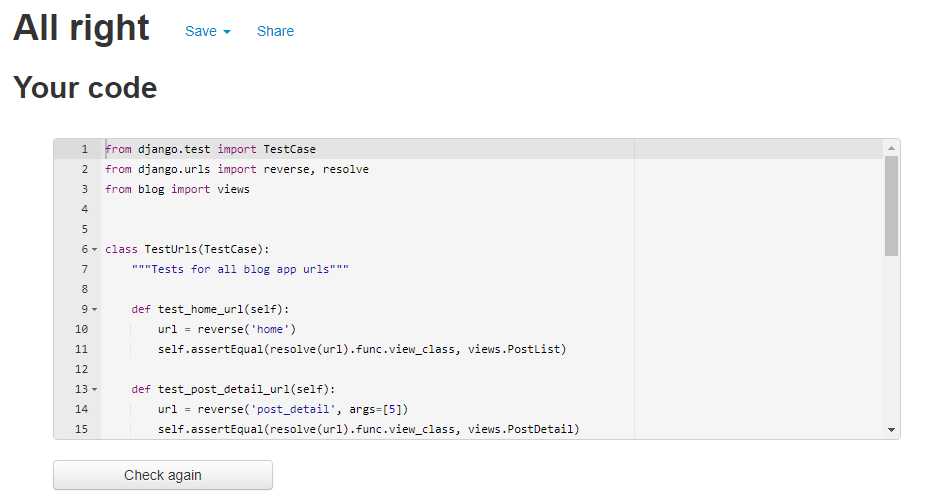 All right Save Share
Your code
1 from django.test import TestCase
2 from django.urls import reverse, resolve
3 from blog import views
4
5
6 class TestUrls(TestCase):
7     """Tests for all blog app urls"""
8
9     def test_home_url(self):
10         url = reverse('home')
11         self.assertEqual(resolve(url).func.view_class, views.PostList)
12
13     def test_post_detail_url(self):
14         url = reverse('post_detail', args=[5])
15         self.assertEqual(resolve(url).func.view_class, views.PostDetail)
Check again